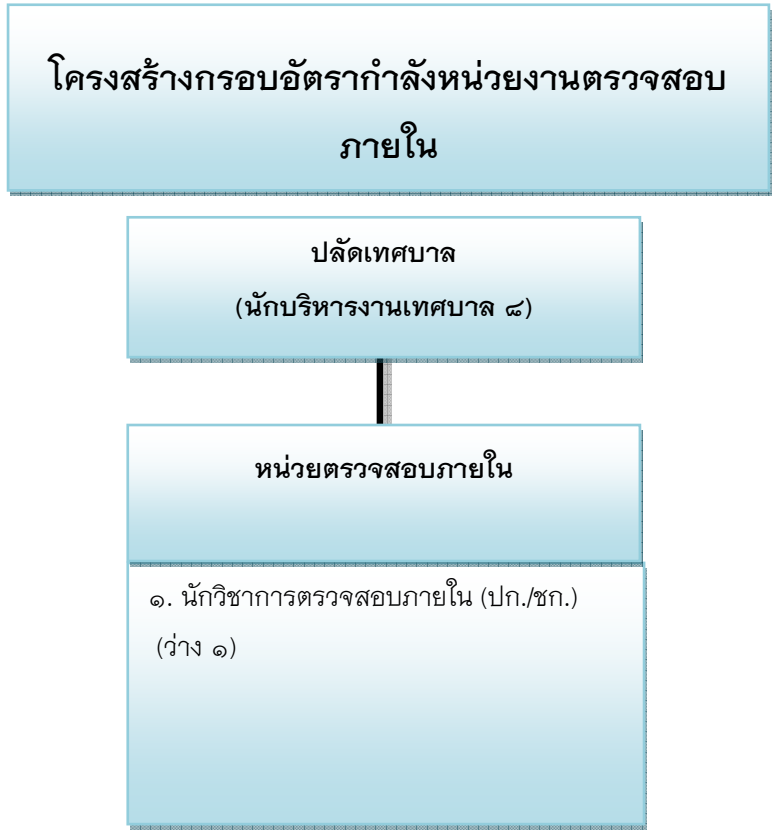 โครงสร้างกรอบอัตรากำลังหน่วยงานตรวจสอบ
ภายใน
ปลัดเทศบาล
(นักบริหารงานเทศบาล ๘)
หน่วยตรวจสอบภายใน
๑. นักวิชาการตรวจสอบภายใน (ปก./ชก.)
(ว่าง ๑)